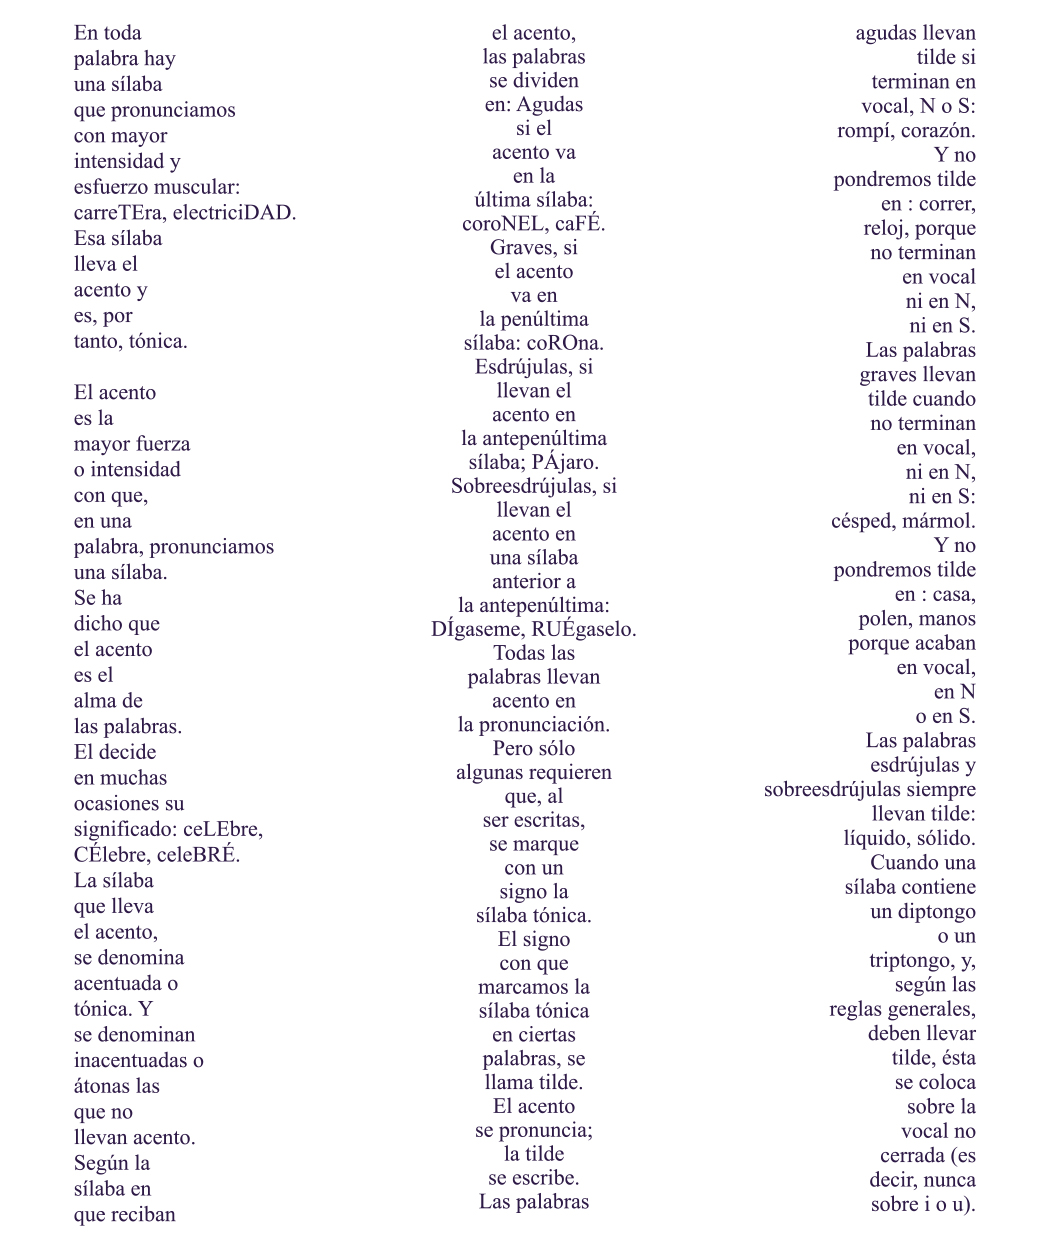 En toda
palabra hay
una sílaba
que pronunciamos
con mayor
intensidad y
esfuerzo muscular:
carreTEra, electriciDAD.
Esa sílaba
lleva el
acento y
es, por
tanto, tónica.
El acento
es la
mayor fuerza
o intensidad
con que,
en una
palabra, pronunciamos
una sílaba.
Se ha
dicho que
el acento
es el
alma de
las palabras.
El decide
en muchas
ocasiones su
significado: ceLEbre,
CÉlebre, celeBRÉ.
La sílaba
que lleva
el acento,
se denomina
acentuada o
tónica. Y
se denominan
inacentuadas o
átonas las
que no
llevan acento.
Según la
sílaba en
que reciban
el acento,
las palabras
se dividen
en: Agudas
si el
acento va
en la
última sílaba:
coroNEL, caFÉ.
Graves, si
el acento
va en
la penúltima
sílaba: coROna.
Esdrújulas, si
llevan el
acento en
la antepenúltima
sílaba; PÁjaro.
Sobreesdrújulas, si
llevan el
acento en
una sílaba
anterior a
la antepenúltima:
DÍgaseme, RUÉgaselo.
Todas las
palabras llevan
acento en
la pronunciación.
Pero sólo
algunas requieren
que, al
ser escritas,
se marque
con un
signo la
sílaba tónica.
El signo
con que
marcamos la
sílaba tónica
en ciertas
palabras, se
llama tilde.
El acento
se pronuncia;
la tilde
se escribe.
Las palabras
agudas llevan
tilde si
terminan en
vocal, N o S:
rompí, corazón.
Y no
pondremos tilde
en : correr,
reloj, porque
no terminan
en vocal
ni en N,
ni en S.
Las palabras
graves llevan
tilde cuando
no terminan
en vocal,
ni en N,
ni en S:
césped, mármol.
Y no
pondremos tilde
en : casa,
polen, manos
porque acaban
en vocal,
en N
o en S.
Las palabras
esdrújulas y
sobreesdrújulas siempre
llevan tilde:
líquido, sólido.
Cuando una
sílaba contiene
un diptongo
o un
triptongo, y,
según las
reglas generales,
deben llevar
tilde, ésta
se coloca
sobre la
vocal no
cerrada (es
decir, nunca
sobre i o u).